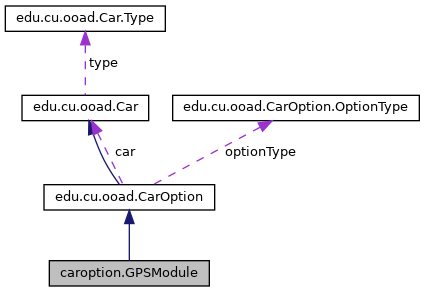 edu.cu.ooad.Car.Type
type
edu.cu.ooad.Car
edu.cu.ooad.CarOption.OptionType
car
optionType
edu.cu.ooad.CarOption
caroption.GPSModule